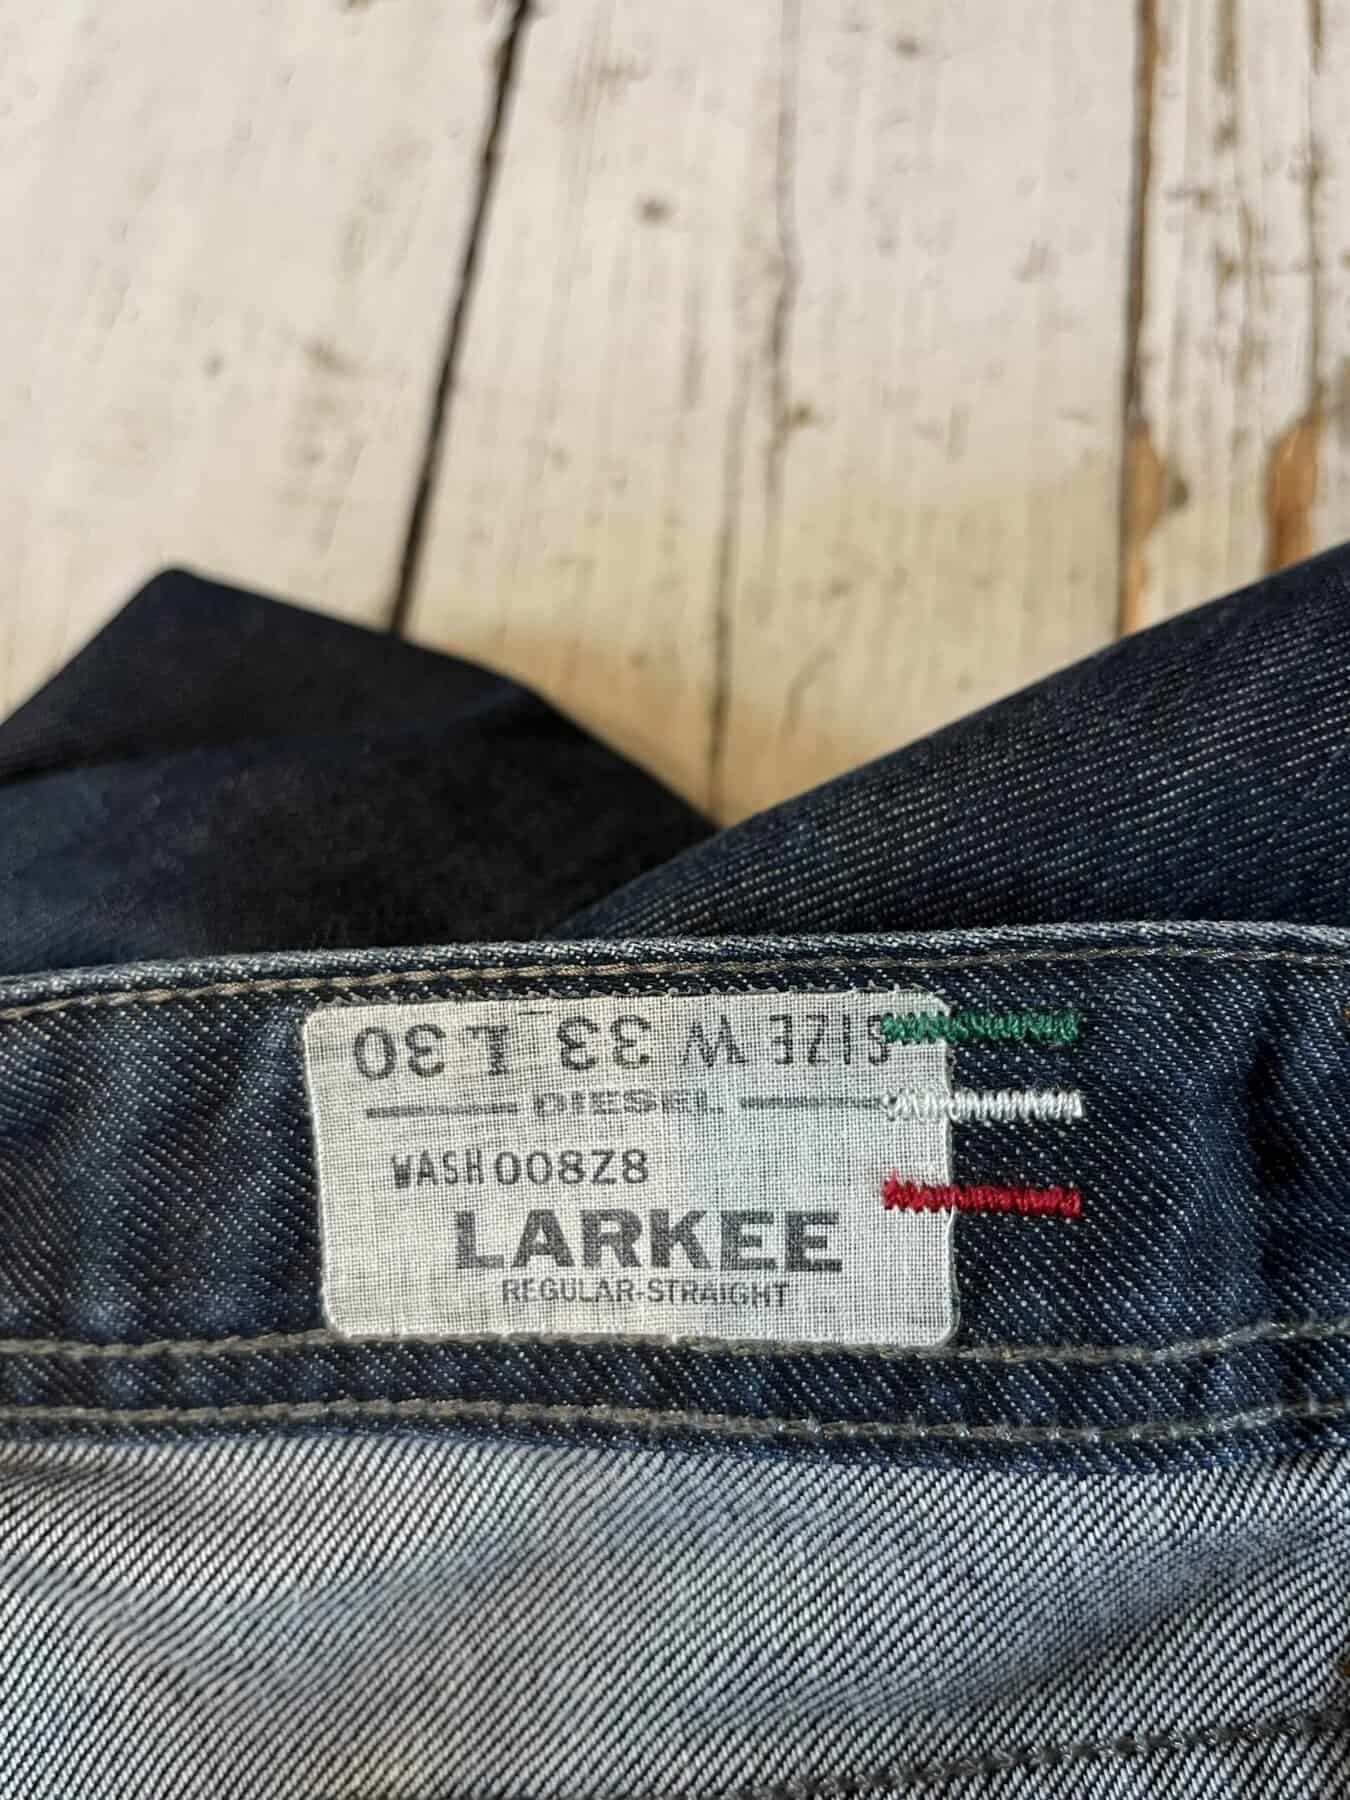 SIZE W 33 L 30
DIESEL
WASH 008Z8
LARKEE
REGULAR-STRAIGHT